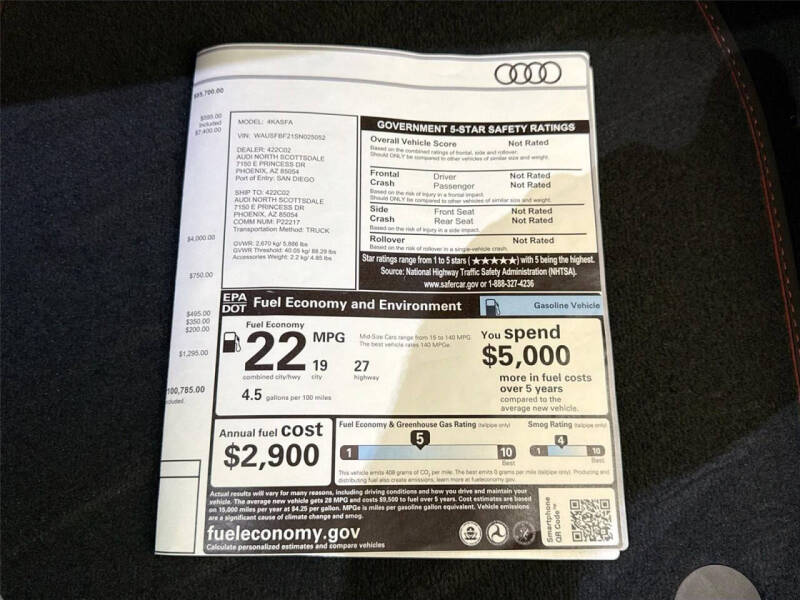 $85,700.00
$595.00
Included
$7,400.00
$4,000.00
$750.00
$495.00
$350.00
$200.00
$1,295.00
100,785.00
MODEL: 4KASFA
VIN: WAUSFBF21SN025052
DEALER: 422C02
AUDI NORTH SCOTTSDALE
7150 E PRINCESS DR
PHOENIX, AZ 85054
Port of Entry: SAN DIEGO
SHIP TO: 422C02
AUDI NORTH SCOTTSDALE
7150 E PRINCESS DR
PHOENIX, AZ 85054
COMM NUM: P22217
Transportation Method: TRUCK
GVWR: 2,670 kg/ 5,886 lbs
GVWR Threshold: 40.05 kg/ 88.29 lbs
Accessories Weight: 2.2 kg/ 4.85 lbs
GOVERNMENT 5-STAR SAFETY RATINGS
Overall Vehicle Score Not Rated
Based on the combined ratings of frontal, side and rollover.
Should ONLY be compared to other vehicles of similar size and weight.
Frontal Driver Not Rated
Crash Passenger Not Rated
Based on the risk of injury in a frontal impact.
Should ONLY be compared to other vehicles of similar size and weight.
Side Front Seat Not Rated
Crash Rear Seat Not Rated
Based on the risk of injury in a side impact.
Rollover Not Rated
Based on the risk of rollover in a single-vehicle crash.
Star ratings range from 1 to 5 stars (★★★★★) with 5 being the highest.
Source: National Highway Traffic Safety Administration (NHTSA).
www.safercar.gov or 1-888-327-4236
EPA
DOT Fuel Economy and Environment
Gasoline Vehicle
Fuel Economy
22 MPG
combined city/hwy
19
city
27
highway
4.5 gallons per 100 miles
Mid-Size Cars range from 15 to 140 MPG.
The best vehicle rates 140 MPGe.
You spend
$5,000
more in fuel costs
over 5 years
compared to the
average new vehicle.
Annual fuel cost
$2,900
Fuel Economy & Greenhouse Gas Rating (tailpipe only)
5
1 10
Best
Smog Rating (tailpipe only)
4
1 10
Best
This vehicle emits 408 grams of CO2 per mile. The best emits 0 grams per mile (tailpipe only). Producing and
distributing fuel also create emissions, learn more at fueleconomy.gov.
Actual results will vary for many reasons, including driving conditions and how you drive and maintain your
vehicle. The average new vehicle gets 28 MPG and costs $9,500 to fuel over 5 years. Cost estimates are based
on 15,000 miles per year at $4.25 per gallon. MPGe is miles per gasoline gallon equivalent. Vehicle emissions
are a significant cause of climate change and smog.
fueleconomy.gov
Calculate personalized estimates and compare vehicles
Smartphone
QR Code™